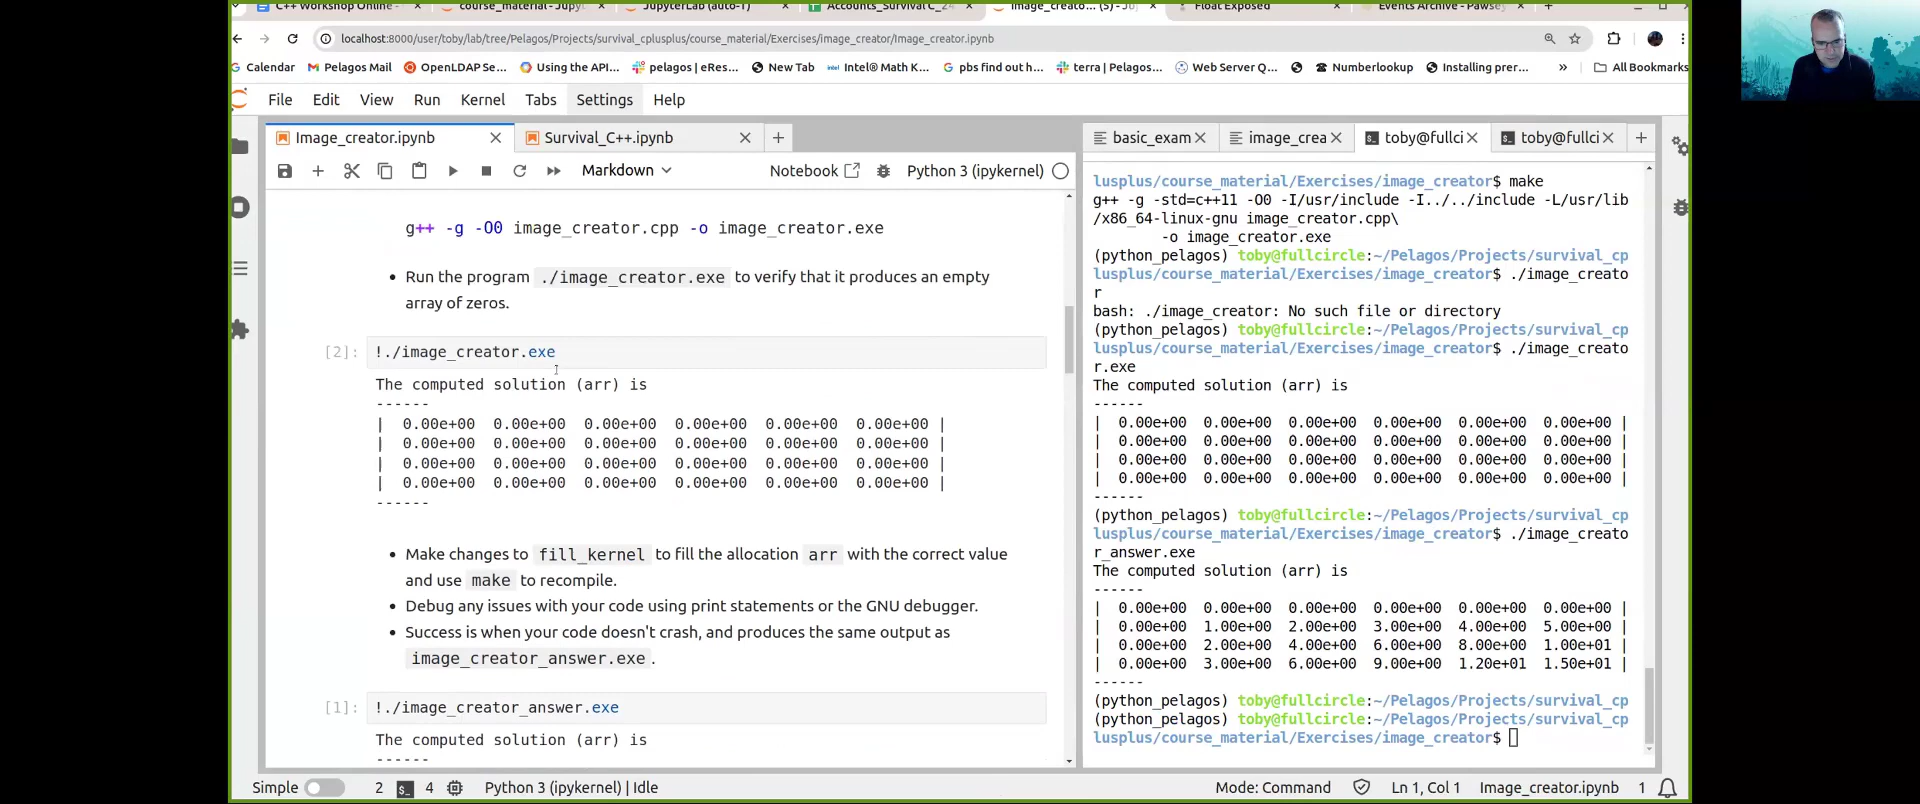 C++ Workshop Online -
course_material - Jupyt
JupyterLab (auto-T)
Accounts_Survival C_24
image_creato... (5) - Ju
Float Exposed
Events Archive - Pawsey
localhost:8000/user/toby/lab/tree/Pelagos/Projects/survival_cplusplus/course_material/Exercises/image_creator/Image_creator.ipynb
Calendar
Pelagos Mail
OpenLDAP Se...
Using the API...
pelagos | eRes...
New Tab
Intel® Math K...
pbs find out h...
terra | Pelagos...
Web Server Q...
Numberlookup
Installing prer...
»
All Bookmarks
File Edit View Run Kernel Tabs Settings Help
Image_creator.ipynb
Survival_C++.ipynb
Markdown
Notebook
Python 3 (ipykernel)
g++ -g -O0 image_creator.cpp -o image_creator.exe
• Run the program ./image_creator.exe to verify that it produces an empty
array of zeros.
[2]: !./image_creator.exe
The computed solution (arr) is
------
| 0.00e+00 0.00e+00 0.00e+00 0.00e+00 0.00e+00 0.00e+00 |
| 0.00e+00 0.00e+00 0.00e+00 0.00e+00 0.00e+00 0.00e+00 |
| 0.00e+00 0.00e+00 0.00e+00 0.00e+00 0.00e+00 0.00e+00 |
| 0.00e+00 0.00e+00 0.00e+00 0.00e+00 0.00e+00 0.00e+00 |
------
• Make changes to fill_kernel to fill the allocation arr with the correct value
and use make to recompile.
• Debug any issues with your code using print statements or the GNU debugger.
• Success is when your code doesn't crash, and produces the same output as
image_creator_answer.exe.
[1]: !./image_creator_answer.exe
The computed solution (arr) is
------
basic_exam
image_crea
toby@fullci
toby@fullci
lusplus/course_material/Exercises/image_creator$ make
g++ -g -std=c++11 -O0 -I/usr/include -I../../include -L/usr/lib
/x86_64-linux-gnu image_creator.cpp\
-o image_creator.exe
(python_pelagos) toby@fullcircle:~/Pelagos/Projects/survival_cp
lusplus/course_material/Exercises/image_creator$ ./image_creato
r
bash: ./image_creator: No such file or directory
(python_pelagos) toby@fullcircle:~/Pelagos/Projects/survival_cp
lusplus/course_material/Exercises/image_creator$ ./image_creato
r.exe
The computed solution (arr) is
------
| 0.00e+00 0.00e+00 0.00e+00 0.00e+00 0.00e+00 0.00e+00 |
| 0.00e+00 0.00e+00 0.00e+00 0.00e+00 0.00e+00 0.00e+00 |
| 0.00e+00 0.00e+00 0.00e+00 0.00e+00 0.00e+00 0.00e+00 |
| 0.00e+00 0.00e+00 0.00e+00 0.00e+00 0.00e+00 0.00e+00 |
------
(python_pelagos) toby@fullcircle:~/Pelagos/Projects/survival_cp
lusplus/course_material/Exercises/image_creator$ ./image_creato
r_answer.exe
The computed solution (arr) is
------
| 0.00e+00 0.00e+00 0.00e+00 0.00e+00 0.00e+00 0.00e+00 |
| 0.00e+00 1.00e+00 2.00e+00 3.00e+00 4.00e+00 5.00e+00 |
| 0.00e+00 2.00e+00 4.00e+00 6.00e+00 8.00e+00 1.00e+01 |
| 0.00e+00 3.00e+00 6.00e+00 9.00e+00 1.20e+01 1.50e+01 |
------
(python_pelagos) toby@fullcircle:~/Pelagos/Projects/survival_cp
(python_pelagos) toby@fullcircle:~/Pelagos/Projects/survival_cp
lusplus/course_material/Exercises/image_creator$
Simple
2
4
Python 3 (ipykernel) | Idle
Mode: Command
Ln 1, Col 1
Image_creator.ipynb
1